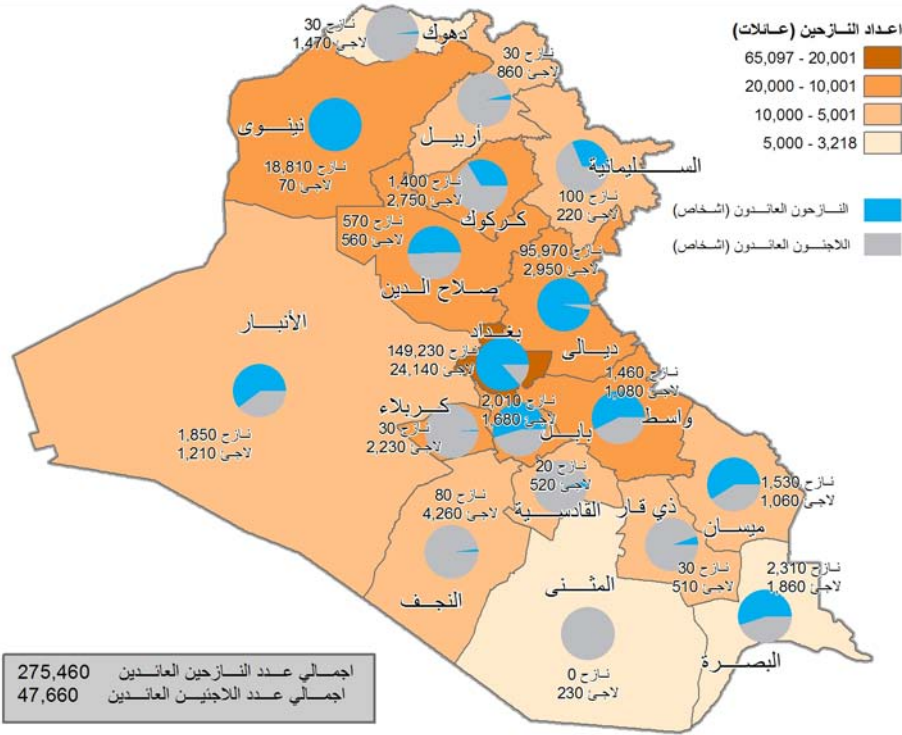 اعداد النازحين (عائلات)
65,097 - 20,001
20,000 - 10,001
10,000 - 5,001
5,000 - 3,218
النازحون العائدون (اشخاص)
اللاجئون العائدون (اشخاص)
دهوك
نازح 30
لاجئ 1,470
أربيل
نازح 30
لاجئ 860
نينوى
نازح 18,810
لاجئ 70
السليمانية
نازح 100
لاجئ 220
كركوك
نازح 1,400
لاجئ 2,750
صلاح الدين
نازح 570
لاجئ 560
ديالى
نازح 95,970
لاجئ 2,950
الأنبار
نازح 1,850
لاجئ 1,210
بغداد
نازح 149,230
لاجئ 24,140
كربلاء
نازح 30
لاجئ 2,230
بابل
نازح 2,010
لاجئ 1,680
واسط
نازح 1,460
لاجئ 1,080
القادسية
نازح 20
لاجئ 520
النجف
نازح 80
لاجئ 4,260
ذي قار
نازح 30
لاجئ 510
ميسان
نازح 1,530
لاجئ 1,060
المثنى
نازح 0
لاجئ 230
البصرة
نازح 2,310
لاجئ 1,860
اجمالي عدد النازحين العائدين 275,460
اجمالي عدد اللاجئين العائدين 47,660